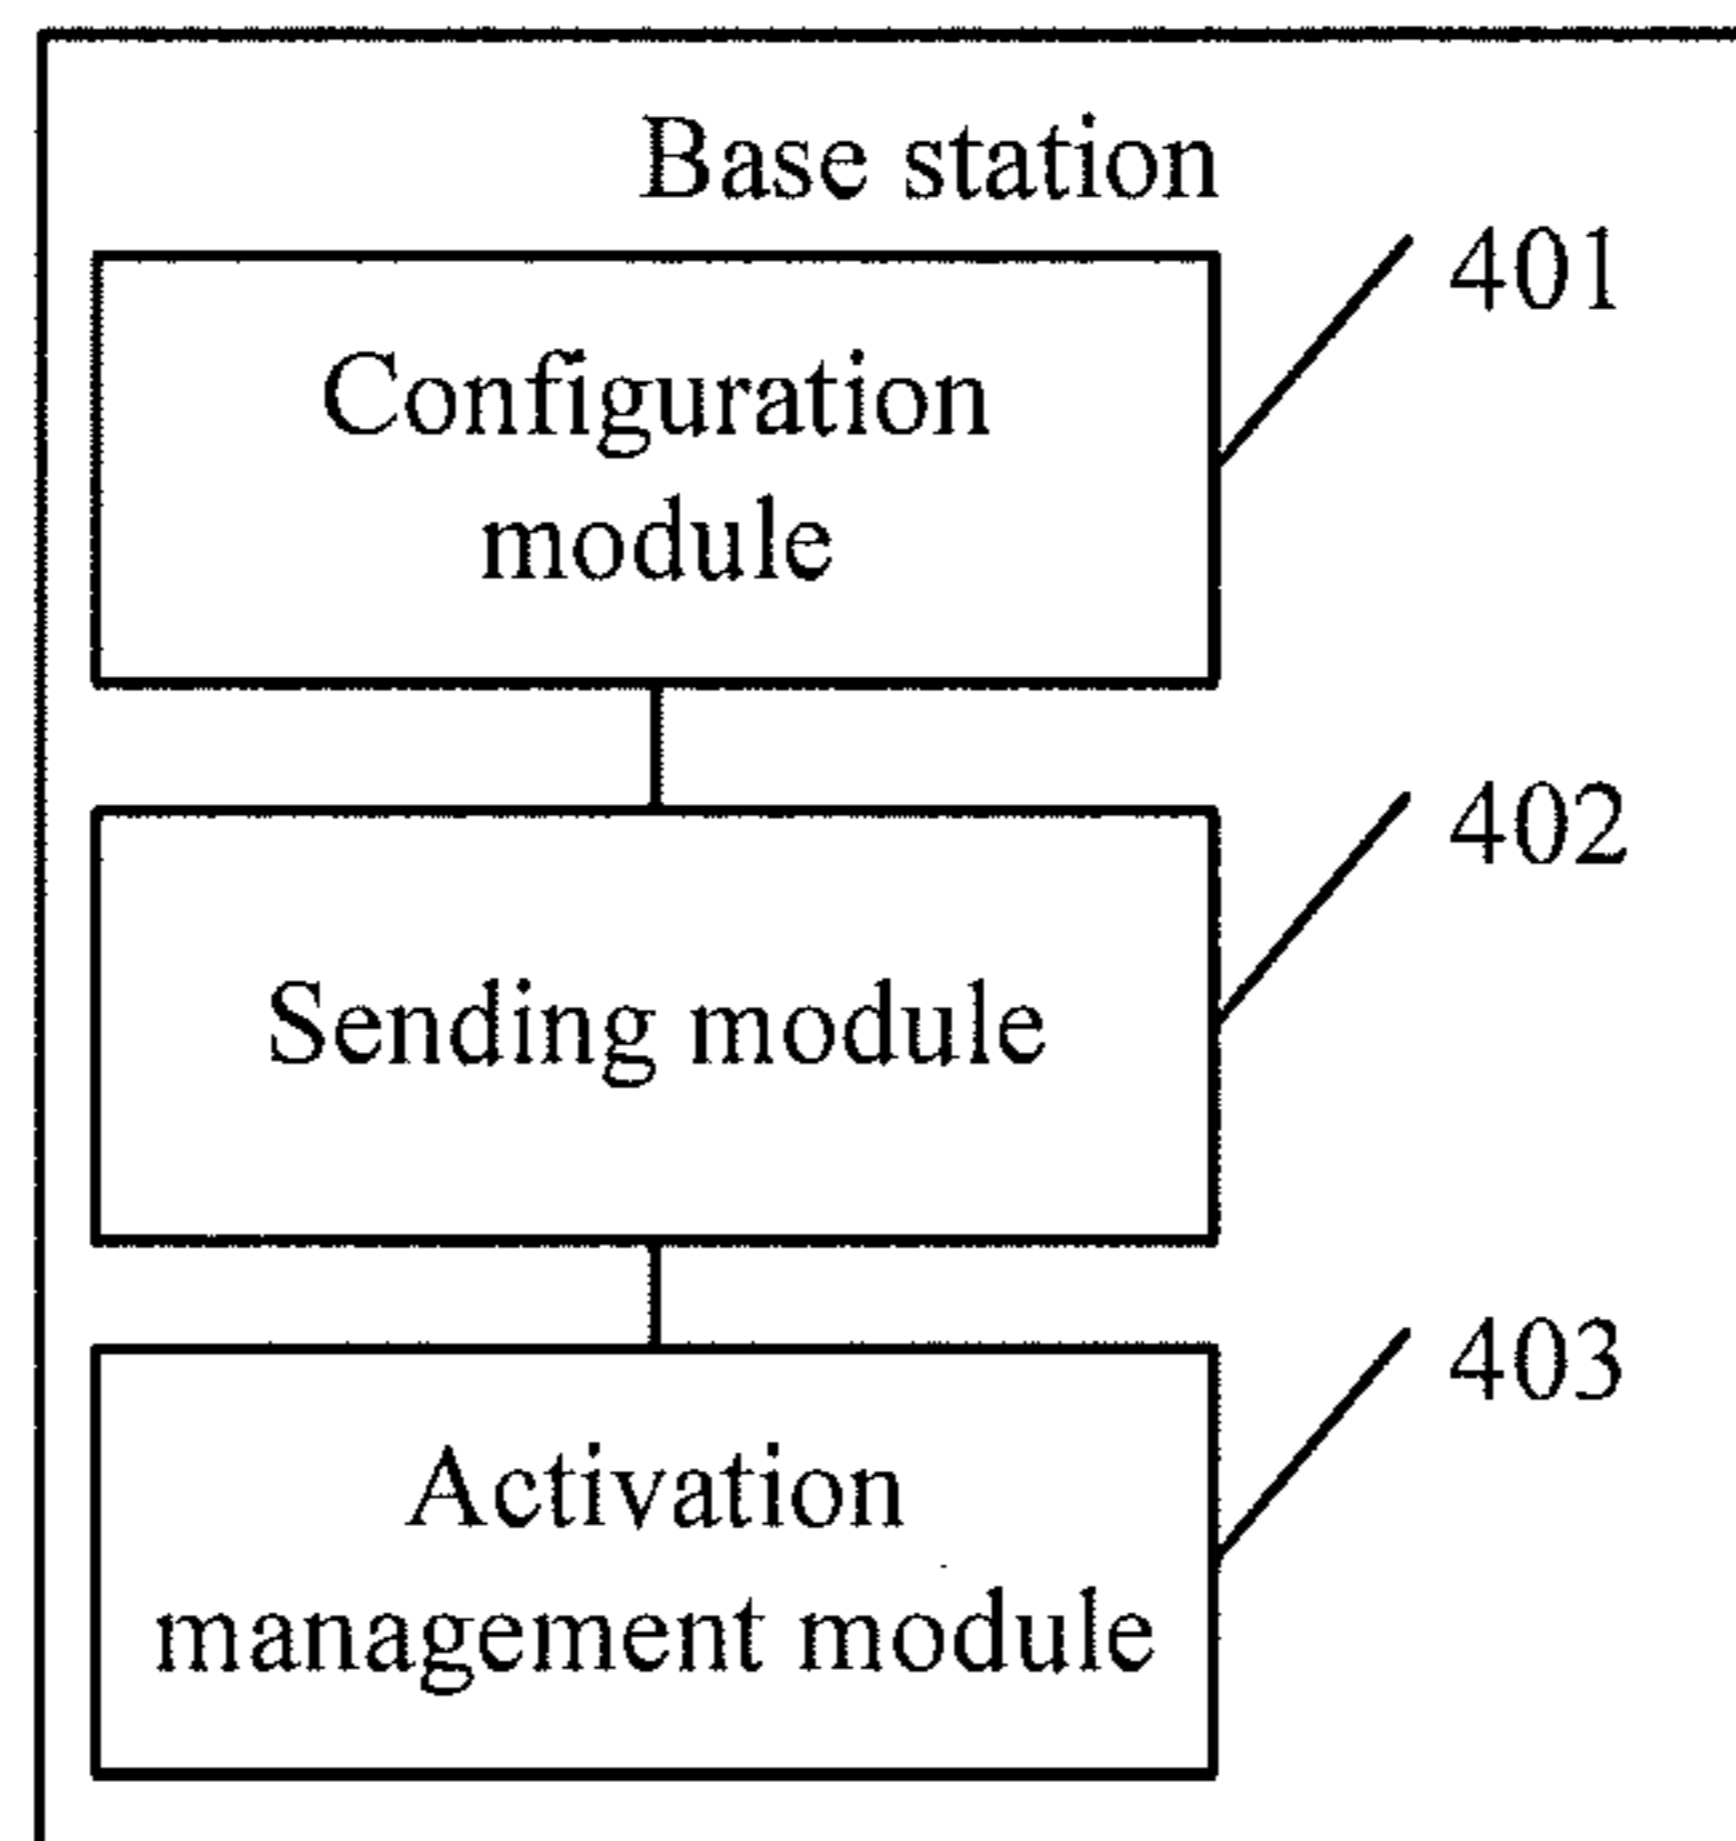 Base station
401
Configuration
module
402
Sending module
403
Activation
management module